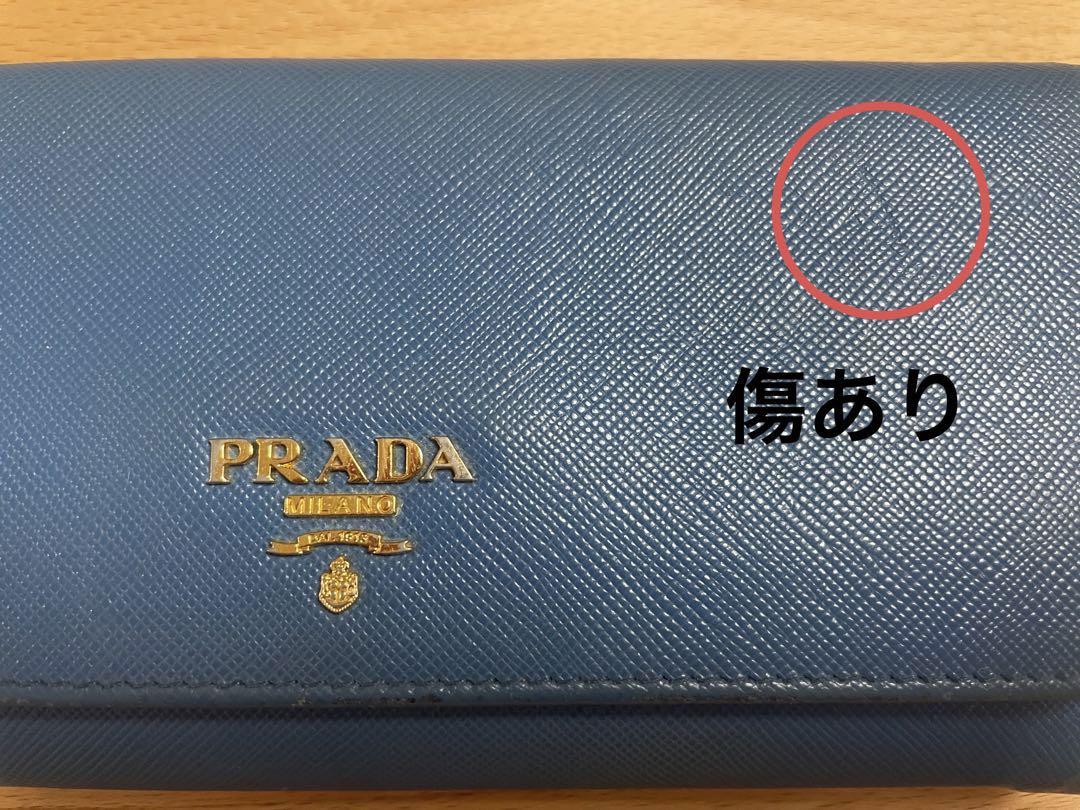 傷あり
PRADA
MILANO
DAL 1913